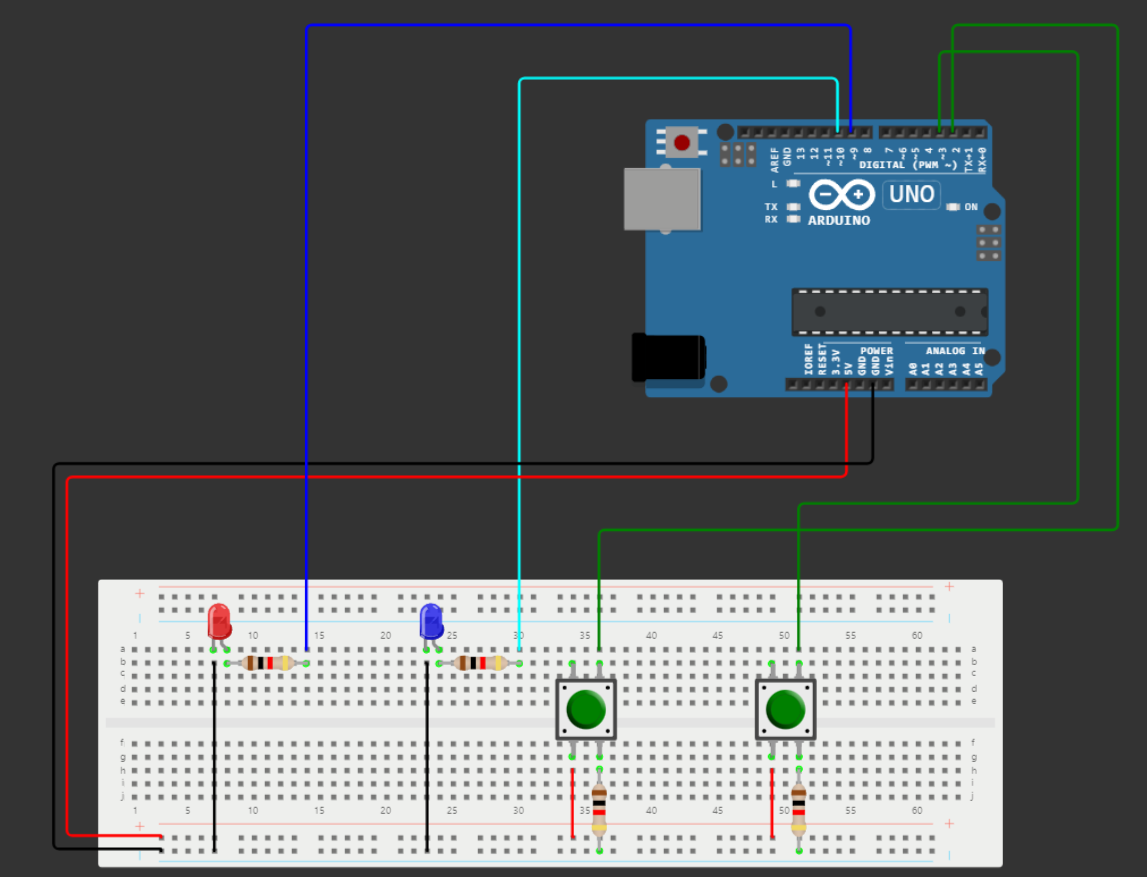 AREF
GND
13
12
~11
~10
~9
8
7
~6
~5
4
~3
2
TX→1
RX←0
DIGITAL (PWM ~)
L
TX
RX
UNO
ARDUINO
ON
IOREF
RESET
3.3V
5V
GND
GND
Vin
POWER
ANALOG IN
A0
A1
A2
A3
A4
A5
+ +
1 5 10 15 20 25 30 35 40 45 50 55 60
a a
b b
c c
d d
e e
f f
g g
h h
i i
j j
1 5 10 15 20 25 30 35 40 45 50 55 60
+ +